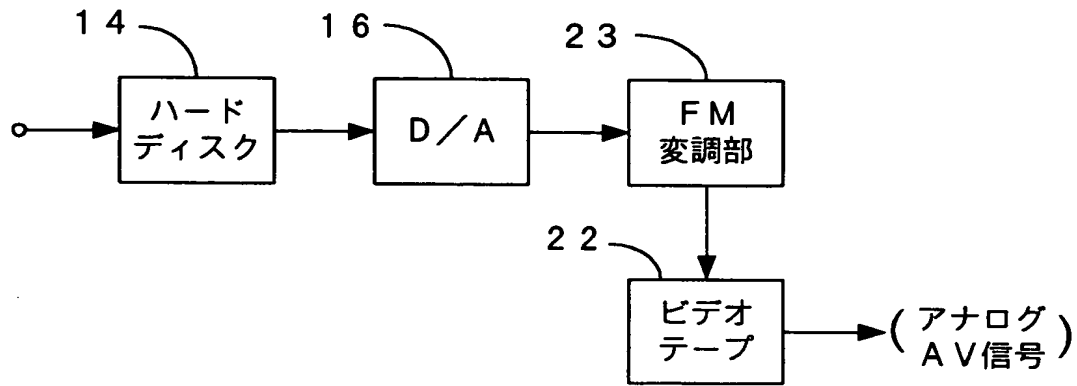 14
ハード
ディスク
16
D/A
23
FM
変調部
22
ビデオ
テープ
(アナログ
AV信号)